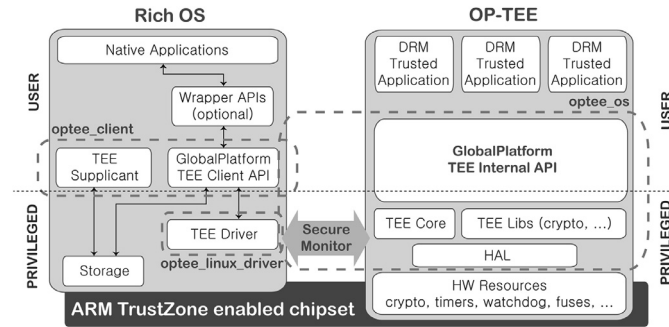 Rich OS
OP-TEE
USER
Native Applications
Wrapper APIs
(optional)
optee_client
TEE
Supplicant
GlobalPlatform
TEE Client API
PRIVILEGED
TEE Driver
optee_linux_driver
Storage
Secure
Monitor
DRM
Trusted
Application
DRM
Trusted
Application
DRM
Trusted
Application
optee_os
USER
GlobalPlatform
TEE Internal API
PRIVILEGED
TEE Core
TEE Libs (crypto, ...)
HAL
HW Resources
crypto, timers, watchdog, fuses, ...
ARM TrustZone enabled chipset